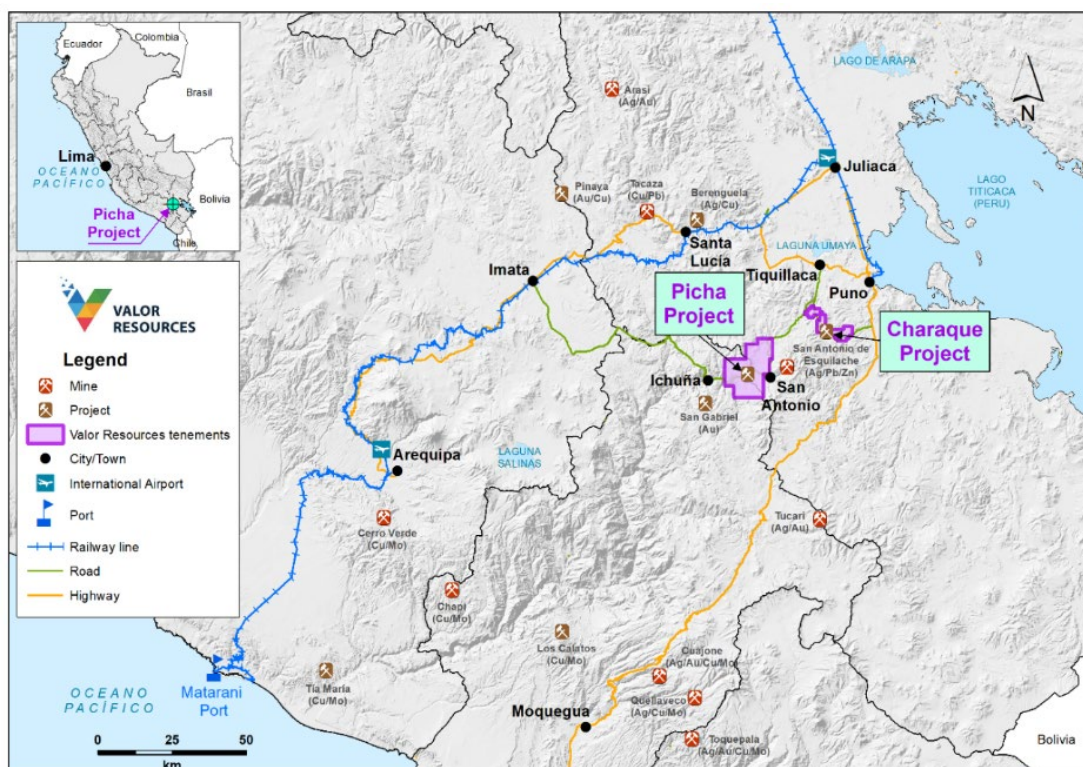 Ecuador
Colombia
Brasil
Lima
OCEANO
PACÍFICO
Picha
Project
Bolivia
Chile
VALOR
RESOURCES
Legend
Mine
Project
Valor Resources tenements
City/Town
International Airport
Port
Railway line
Road
Highway
LAGO DE ARAPA
N
Arasi
(Ag/Au)
Juliaca
LAGO
TITICACA
(PERU)
Pinaya
(Au/Cu)
Tacaza
(Cu/Pb)
Berenguela
(Ag/Cu)
Santa
Lucía
LAGUNA UMAYA
Tiquillaca
Imata
Puno
Picha
Project
Charaque
Project
San Antonio de
Esquilache
(Ag/Pb/Zn)
Ichuña
San
Antonio
San Gabriel
(Au)
Arequipa
LAGUNA
SALINAS
Cerro Verde
(Cu/Mo)
Tucari
(Ag/Au)
Chapi
(Cu/Mo)
Los Calatos
(Cu/Mo)
Cuajone
(Ag/Au/Cu/Mo)
Tía María
(Cu/Mo)
Quellaveco
(Ag/Cu/Mo)
Matarani
Port
OCEANO
PACÍFICO
Moquegua
Toquepala
(Ag/Au/Cu/Mo)
Bolivia
0 25 50
km